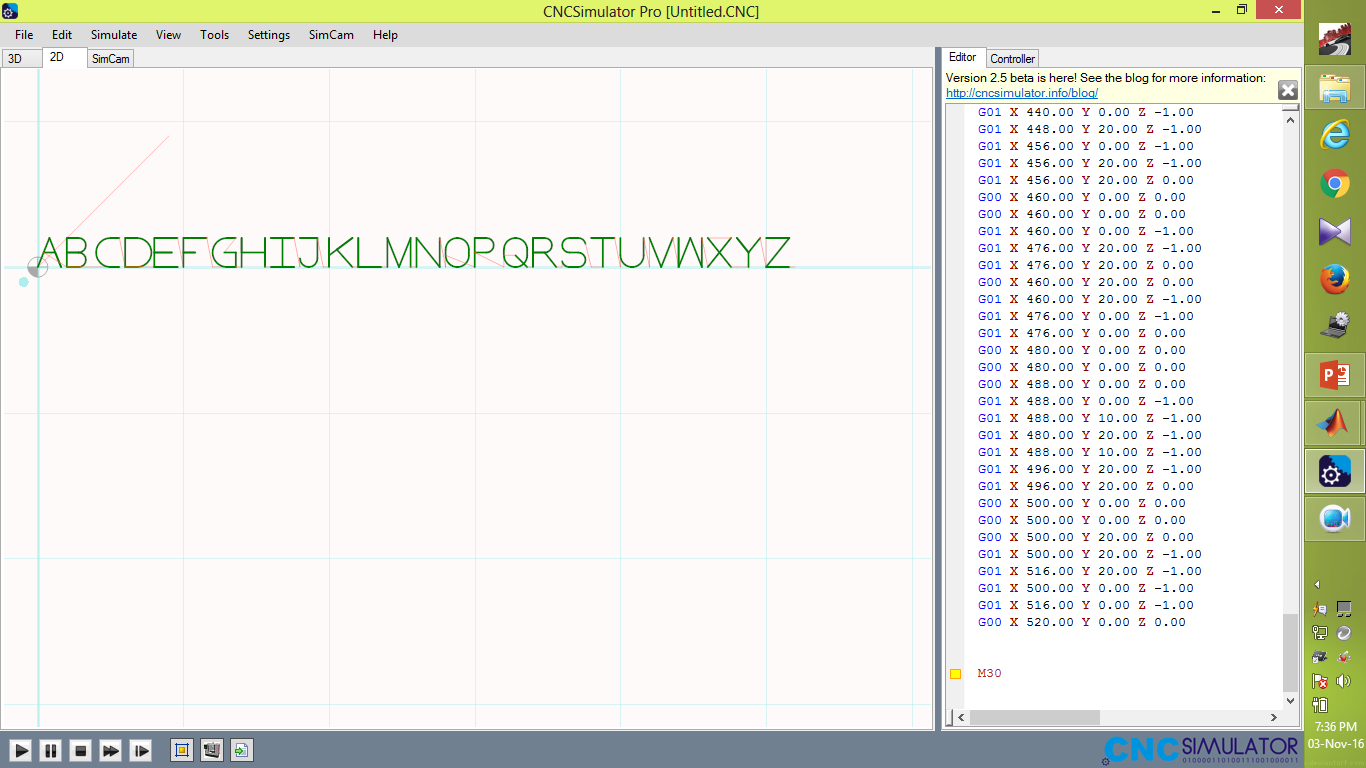 CNCSimulator Pro [Untitled.CNC]
File Edit Simulate View Tools Settings SimCam Help
3D 2D SimCam
Editor Controller
Version 2.5 beta is here! See the blog for more information:
http://cncsimulator.info/blog/
ABCDEFGHIJKLMNOPQRSTUVWXYZ
G01 X 440.00 Y 0.00 Z -1.00
G01 X 448.00 Y 20.00 Z -1.00
G01 X 456.00 Y 0.00 Z -1.00
G01 X 456.00 Y 20.00 Z -1.00
G01 X 456.00 Y 20.00 Z 0.00
G00 X 460.00 Y 0.00 Z 0.00
G00 X 460.00 Y 0.00 Z 0.00
G01 X 460.00 Y 0.00 Z -1.00
G01 X 476.00 Y 20.00 Z -1.00
G01 X 476.00 Y 20.00 Z 0.00
G00 X 460.00 Y 20.00 Z 0.00
G01 X 460.00 Y 20.00 Z -1.00
G01 X 476.00 Y 0.00 Z -1.00
G01 X 476.00 Y 0.00 Z 0.00
G00 X 480.00 Y 0.00 Z 0.00
G00 X 480.00 Y 0.00 Z 0.00
G00 X 488.00 Y 0.00 Z 0.00
G01 X 488.00 Y 0.00 Z -1.00
G01 X 488.00 Y 10.00 Z -1.00
G01 X 480.00 Y 20.00 Z -1.00
G01 X 488.00 Y 10.00 Z -1.00
G01 X 496.00 Y 20.00 Z -1.00
G01 X 496.00 Y 20.00 Z 0.00
G00 X 500.00 Y 0.00 Z 0.00
G00 X 500.00 Y 0.00 Z 0.00
G00 X 500.00 Y 20.00 Z 0.00
G01 X 500.00 Y 20.00 Z -1.00
G01 X 516.00 Y 20.00 Z -1.00
G01 X 500.00 Y 0.00 Z -1.00
G01 X 516.00 Y 0.00 Z -1.00
G00 X 520.00 Y 0.00 Z 0.00
M30
CNCSIMULATOR
7:36 PM
03-Nov-16